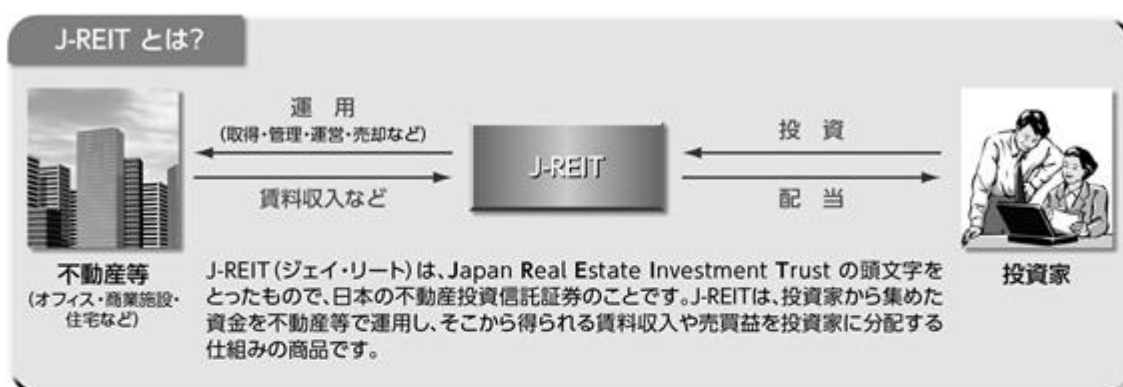 J-REIT とは?
運 用
(取得・管理・運営・売却など)
賃料収入など
J-REIT
投 資
配 当
不動産等
(オフィス・商業施設・
住宅など)
投資家
J-REIT(ジェイ・リート)は、Japan Real Estate Investment Trust の頭文字を
とったもので、日本の不動産投資信託証券のことです。J-REITは、投資家から集めた
資金を不動産等で運用し、そこから得られる賃料収入や売買益を投資家に分配する
仕組みの商品です。